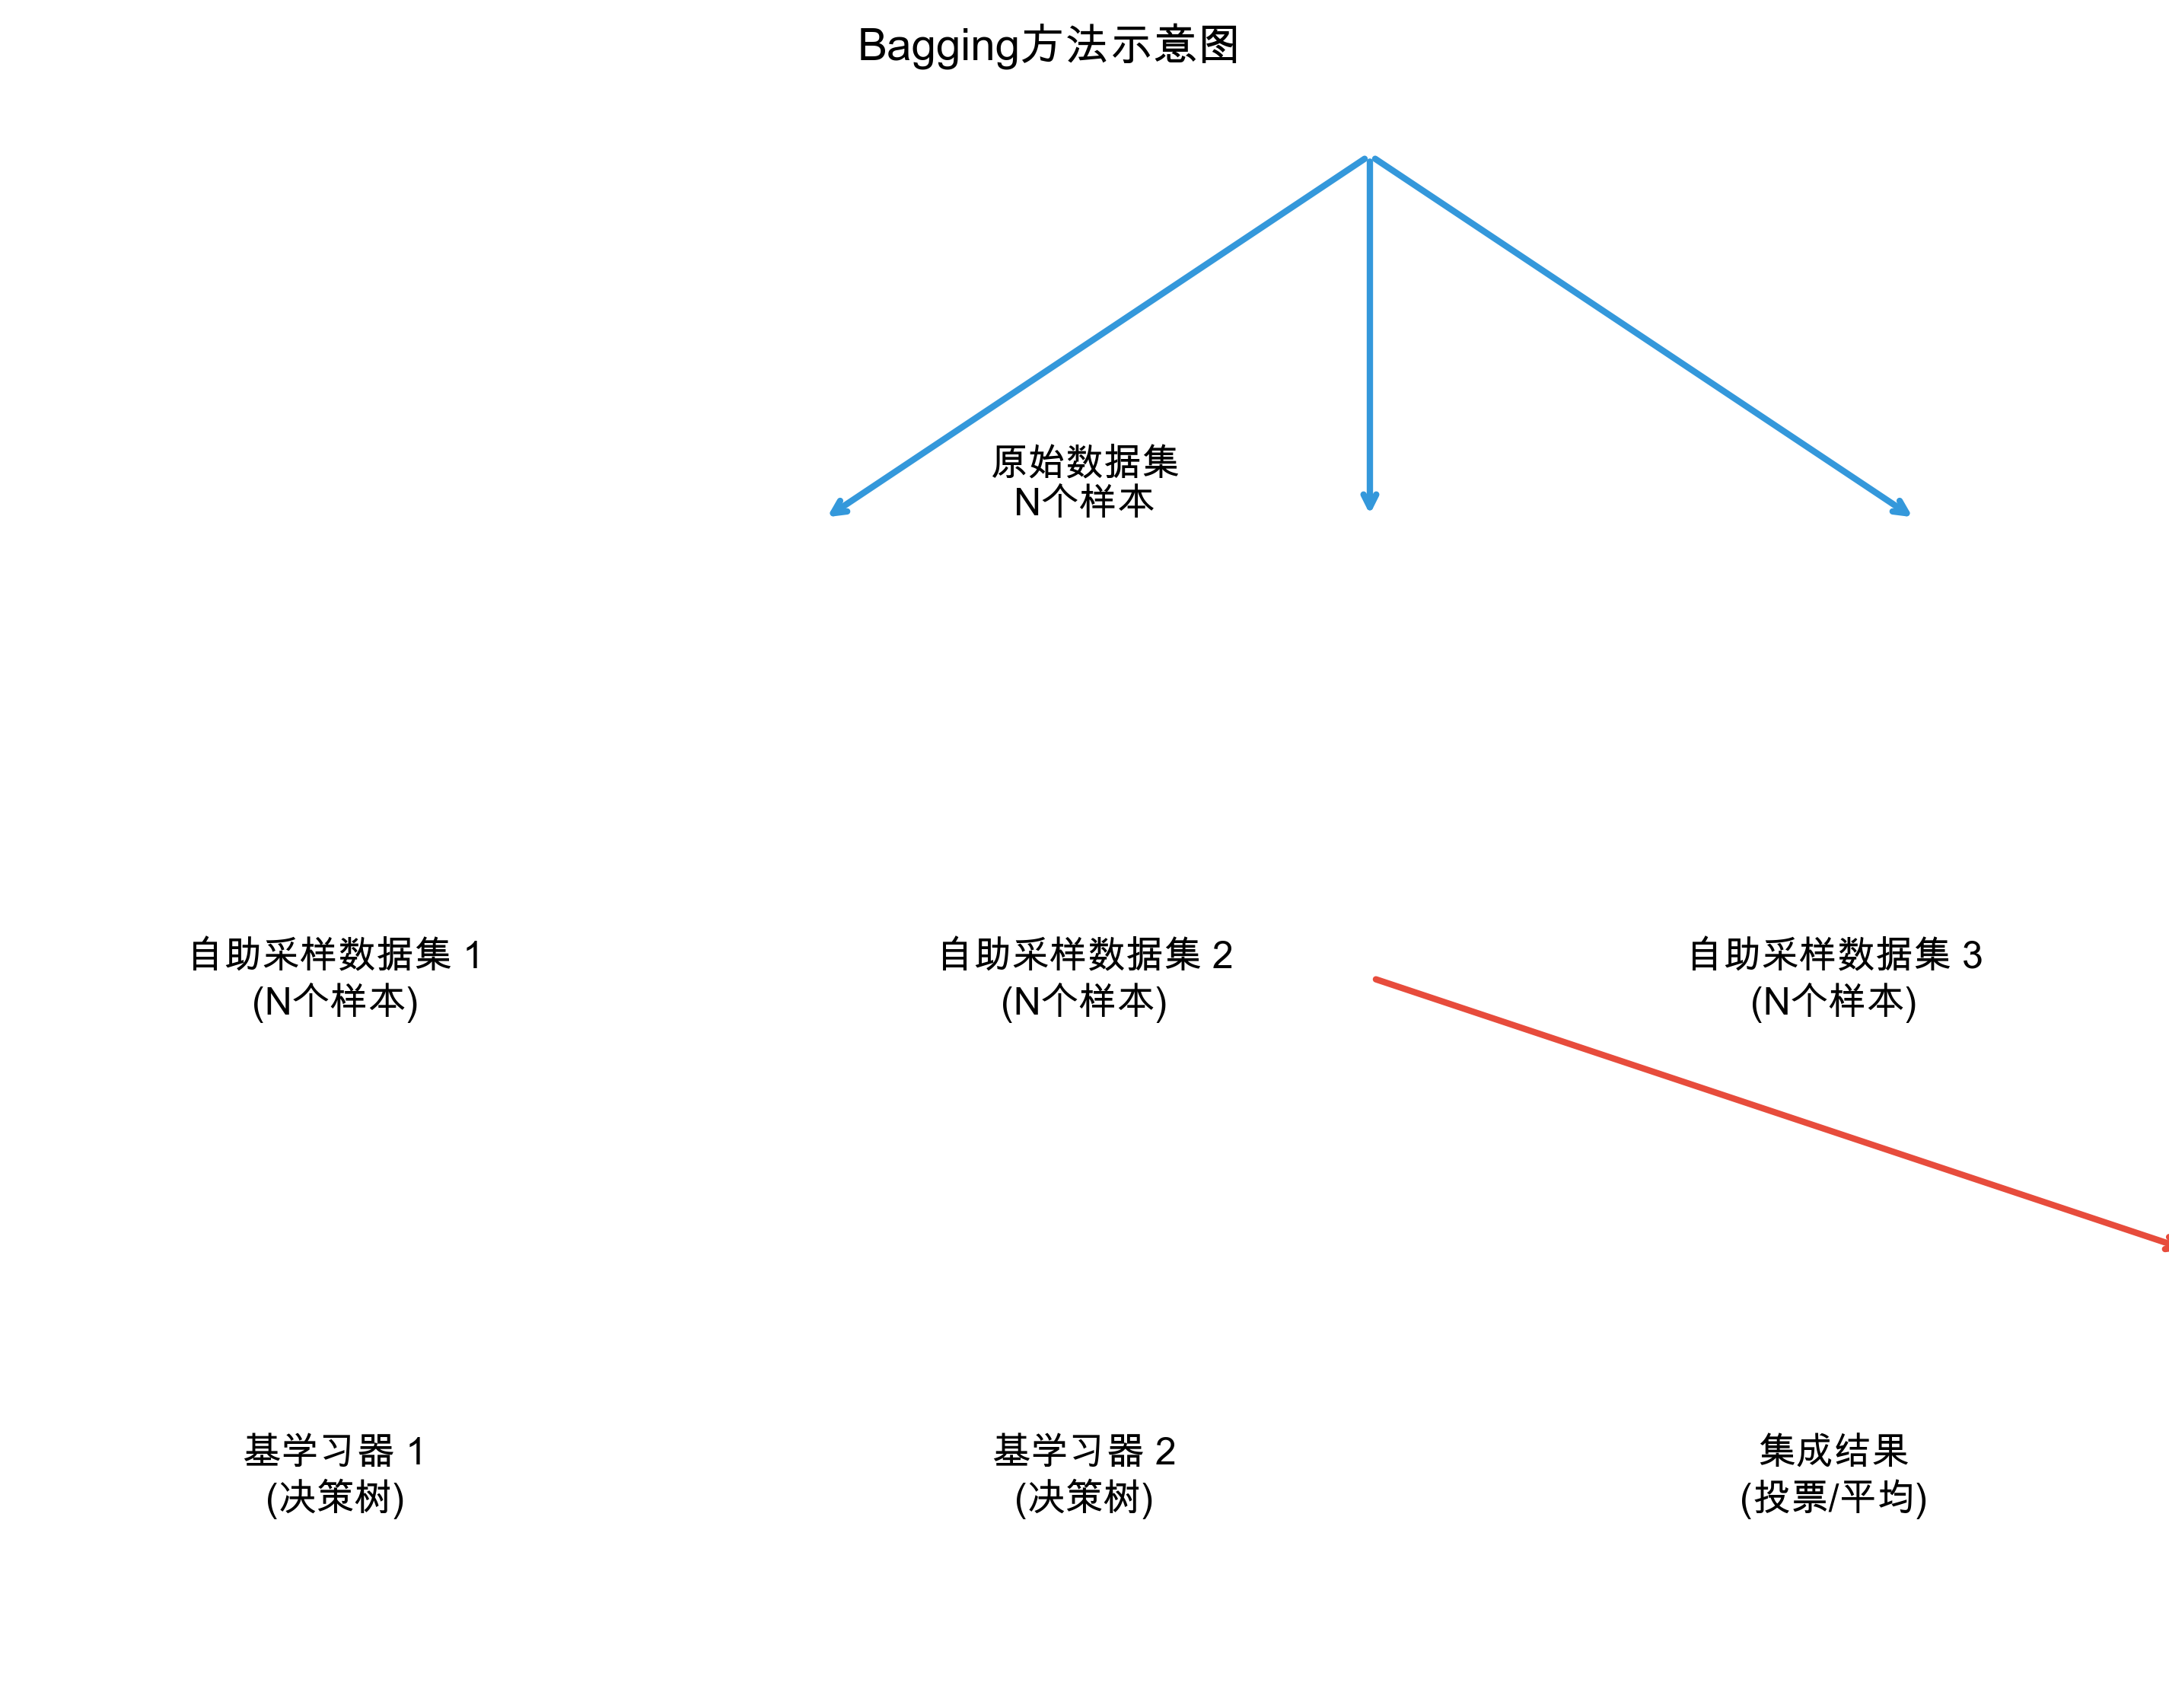 Bagging方法示意图
原始数据集
N个样本
自助采样数据集 1
(N个样本)
自助采样数据集 2
(N个样本)
自助采样数据集 3
(N个样本)
基学习器 1
(决策树)
基学习器 2
(决策树)
集成结果
(投票/平均)